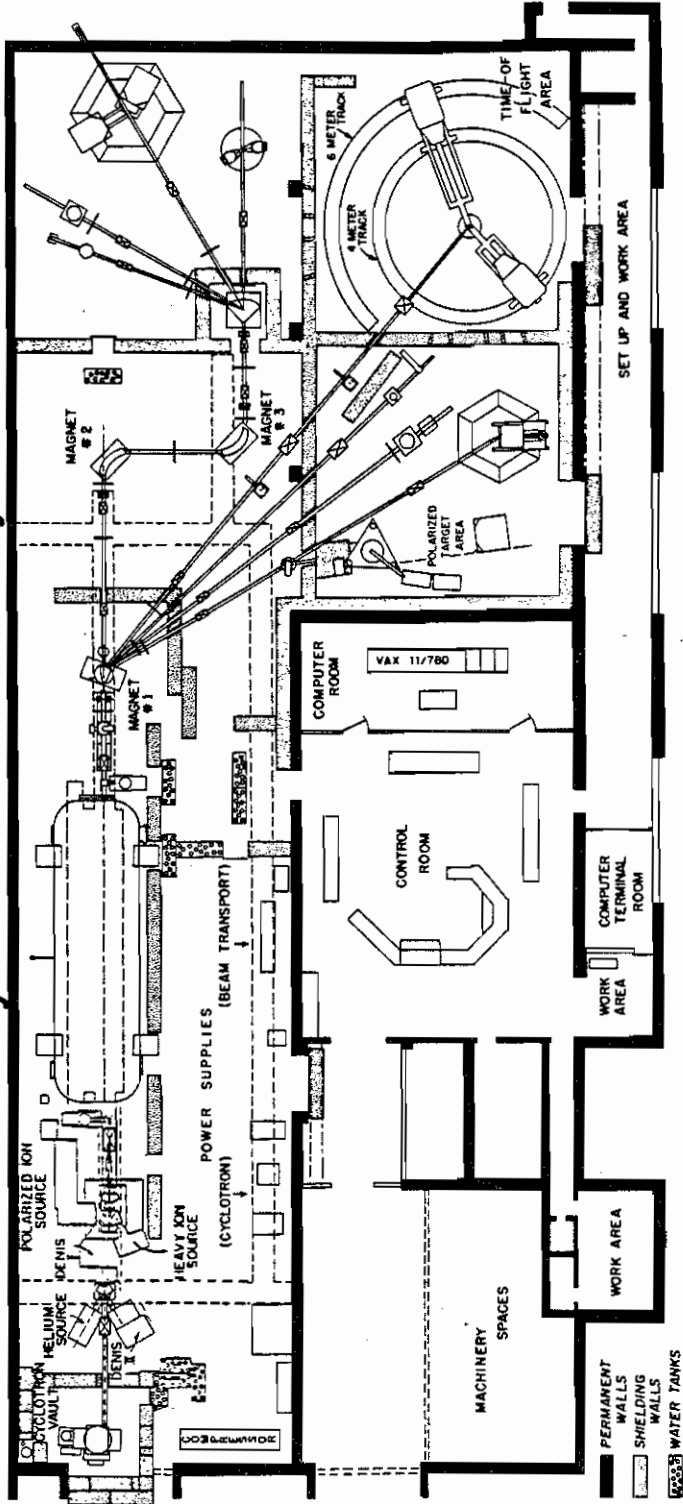 POLARIZED ION
SOURCE
DENIS
I
HELIUM
SOURCE
CYCLOTRON
VAULT
DENIS
II
HEAVY ION
SOURCE
COMPRESSOR
POWER SUPPLIES
(CYCLOTRON)
(BEAM TRANSPORT)
MAGNET
# 1
MAGNET
# 2
MAGNET
# 3
6 METER TRACK
4 METER TRACK
TIME-OF
FLIGHT
AREA
POLARIZED
TARGET
AREA
COMPUTER
ROOM
VAX 11/780
CONTROL
ROOM
SET UP AND WORK AREA
COMPUTER
TERMINAL
ROOM
WORK
AREA
WORK AREA
MACHINERY
SPACES
PERMANENT
WALLS
SHIELDING
WALLS
WATER TANKS